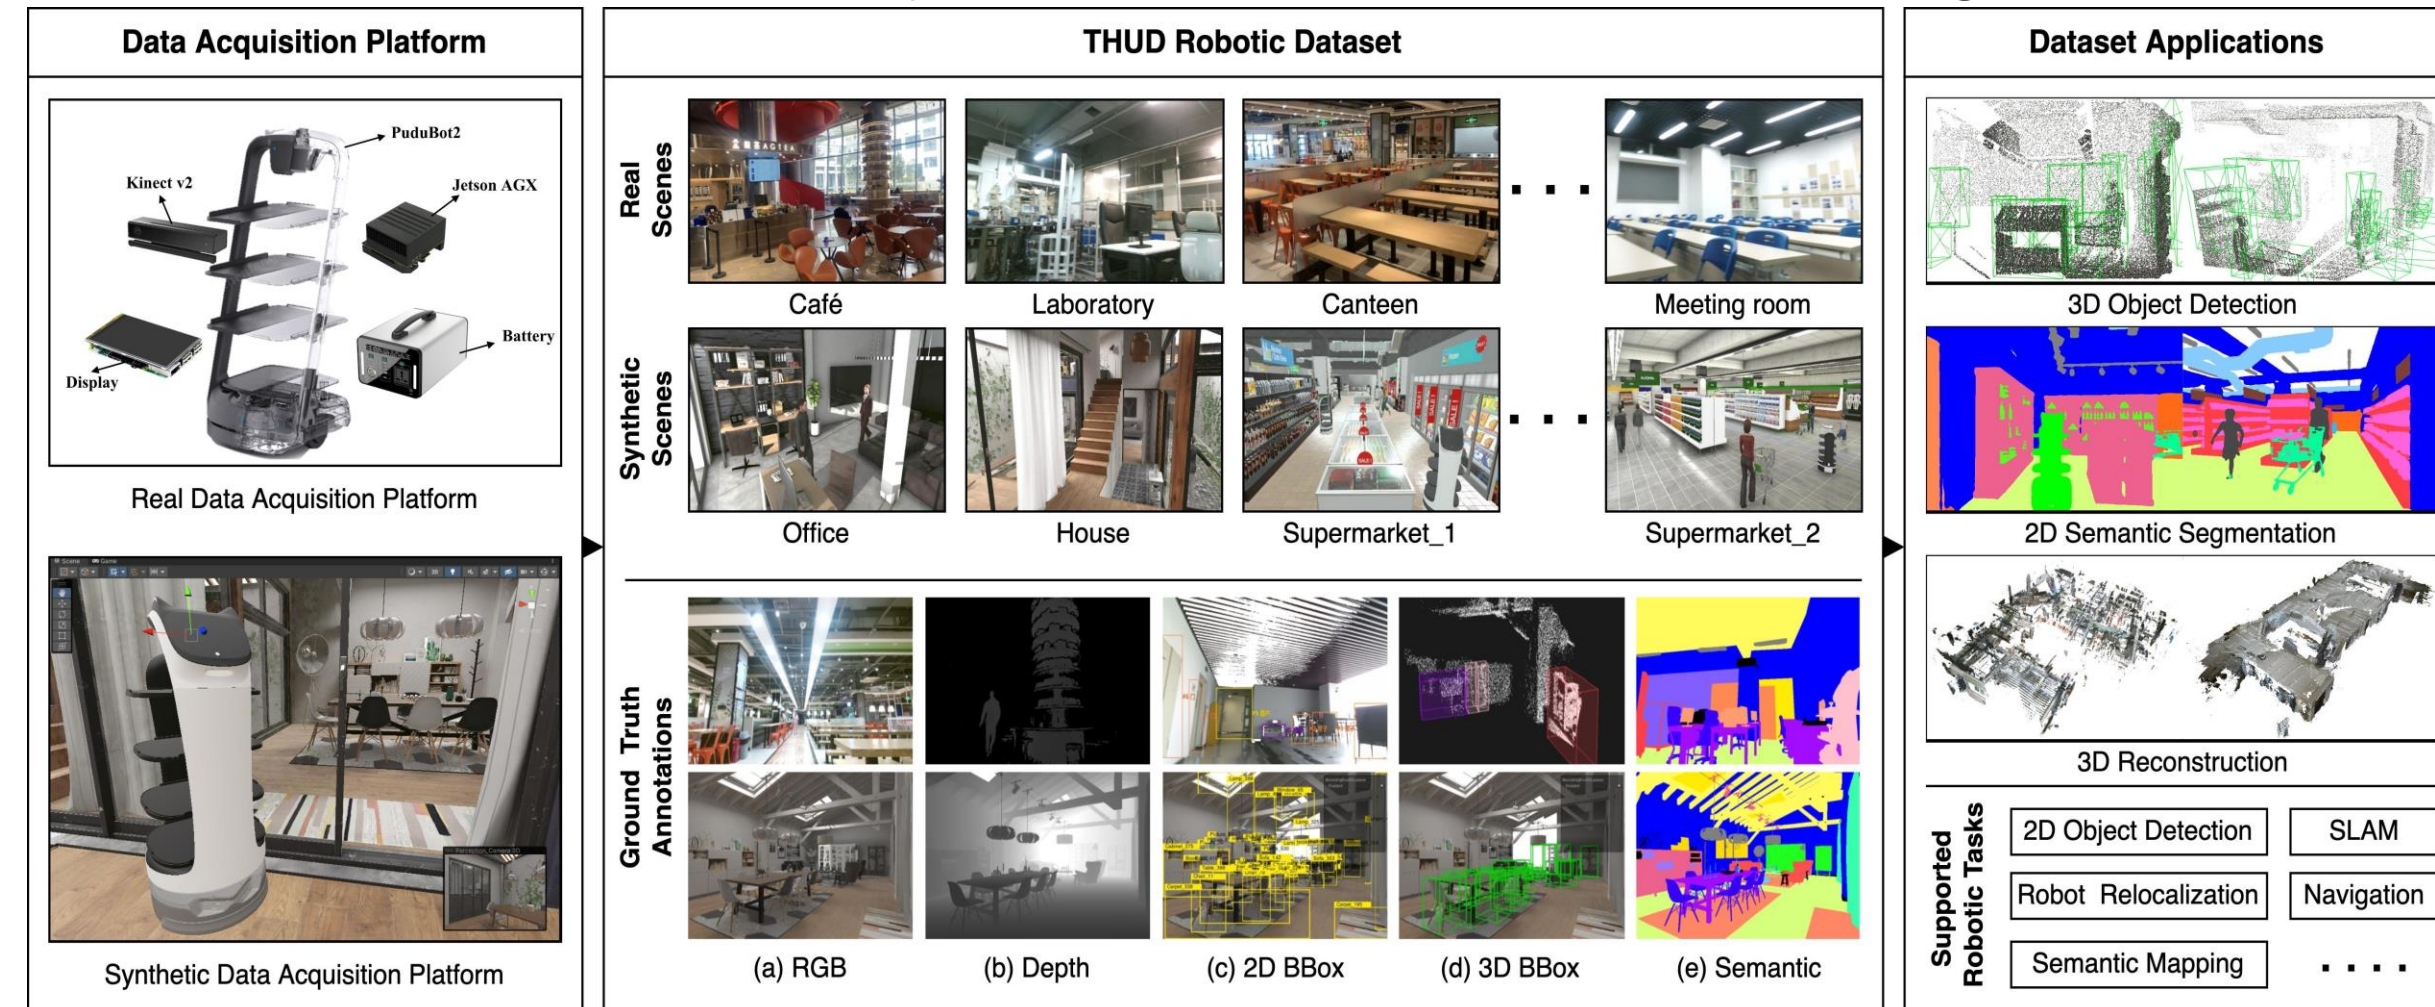 Data Acquisition Platform
PuduBot2
Kinect v2
Jetson AGX
Battery
Display
Real Data Acquisition Platform
Synthetic Data Acquisition Platform
THUD Robotic Dataset
Real
Scenes
Café
Laboratory
Canteen
Meeting room
Synthetic
Scenes
Office
House
Supermarket_1
Supermarket_2
Ground Truth
Annotations
(a) RGB
(b) Depth
(c) 2D BBox
(d) 3D BBox
(e) Semantic
Dataset Applications
3D Object Detection
2D Semantic Segmentation
3D Reconstruction
Supported
Robotic Tasks
2D Object Detection
SLAM
Robot Relocalization
Navigation
Semantic Mapping